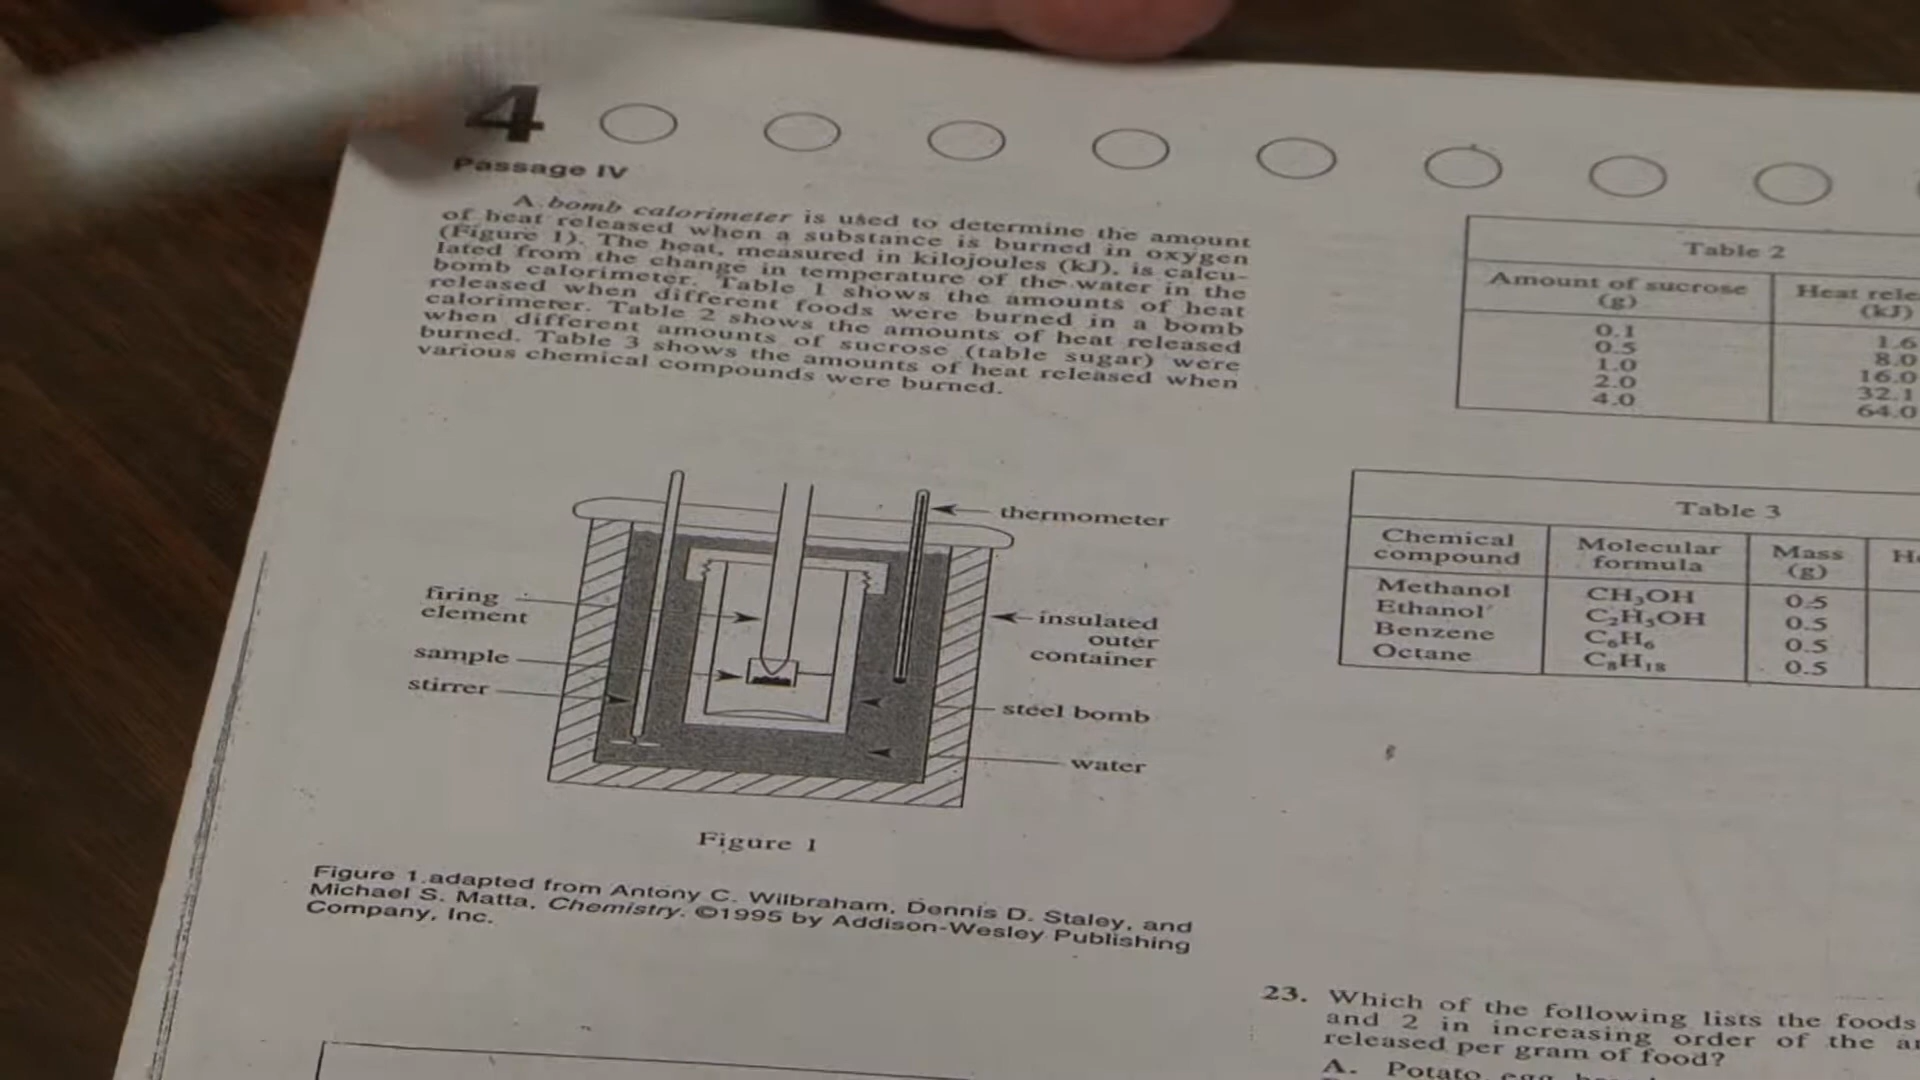 4
Passage IV
A bomb calorimeter is used to determine the amount
of heat released when a substance is burned in oxygen
(Figure 1). The heat, measured in kilojoules (kJ), is calcu-
lated from the change in temperature of the water in the
bomb calorimeter. Table 1 shows the amounts of heat
released when different foods were burned in a bomb
calorimeter. Table 2 shows the amounts of heat released
when different amounts of sucrose (table sugar) were
burned. Table 3 shows the amounts of heat released when
various chemical compounds were burned.
thermometer
firing
element
sample
stirrer
insulated
outer
container
steel bomb
water
Figure 1
Figure 1 adapted from Antony C. Wilbraham, Dennis D. Staley, and
Michael S. Matta, Chemistry. ©1995 by Addison-Wesley Publishing
Company, Inc.
Table 2
Amount of sucrose
(g)
Heat rele
(kJ)
0.1 1.6
0.5 8.0
1.0 16.0
2.0 32.1
4.0 64.0
Table 3
Chemical
compound
Molecular
formula
Mass
(g)
He
Methanol CH₃OH 0.5
Ethanol C₂H₅OH 0.5
Benzene C₆H₆ 0.5
Octane C₈H₁₈ 0.5
23. Which of the following lists the foods
and 2 in increasing order of the a
released per gram of food?
A. Potato, egg,